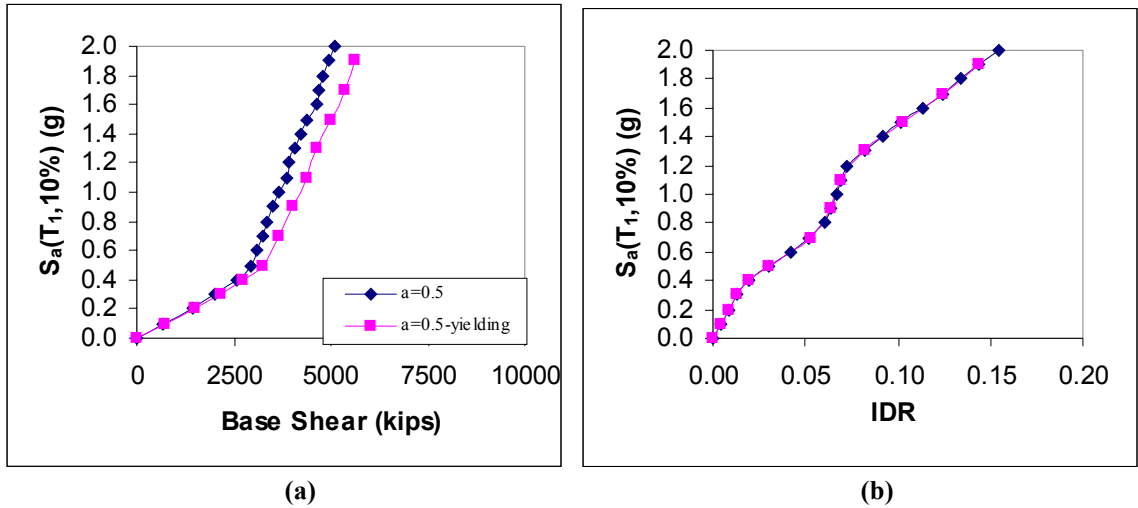 2.0
1.8
1.6
1.4
1.2
1.0
0.8
0.6
0.4
0.2
0.0
Sa(T1,10%) (g)
a=0.5
a=0.5-yielding
0 2500 5000 7500 10000
Base Shear (kips)
(a)
2.0
1.8
1.6
1.4
1.2
1.0
0.8
0.6
0.4
0.2
0.0
Sa(T1,10%) (g)
0.00 0.05 0.10 0.15 0.20
IDR
(b)